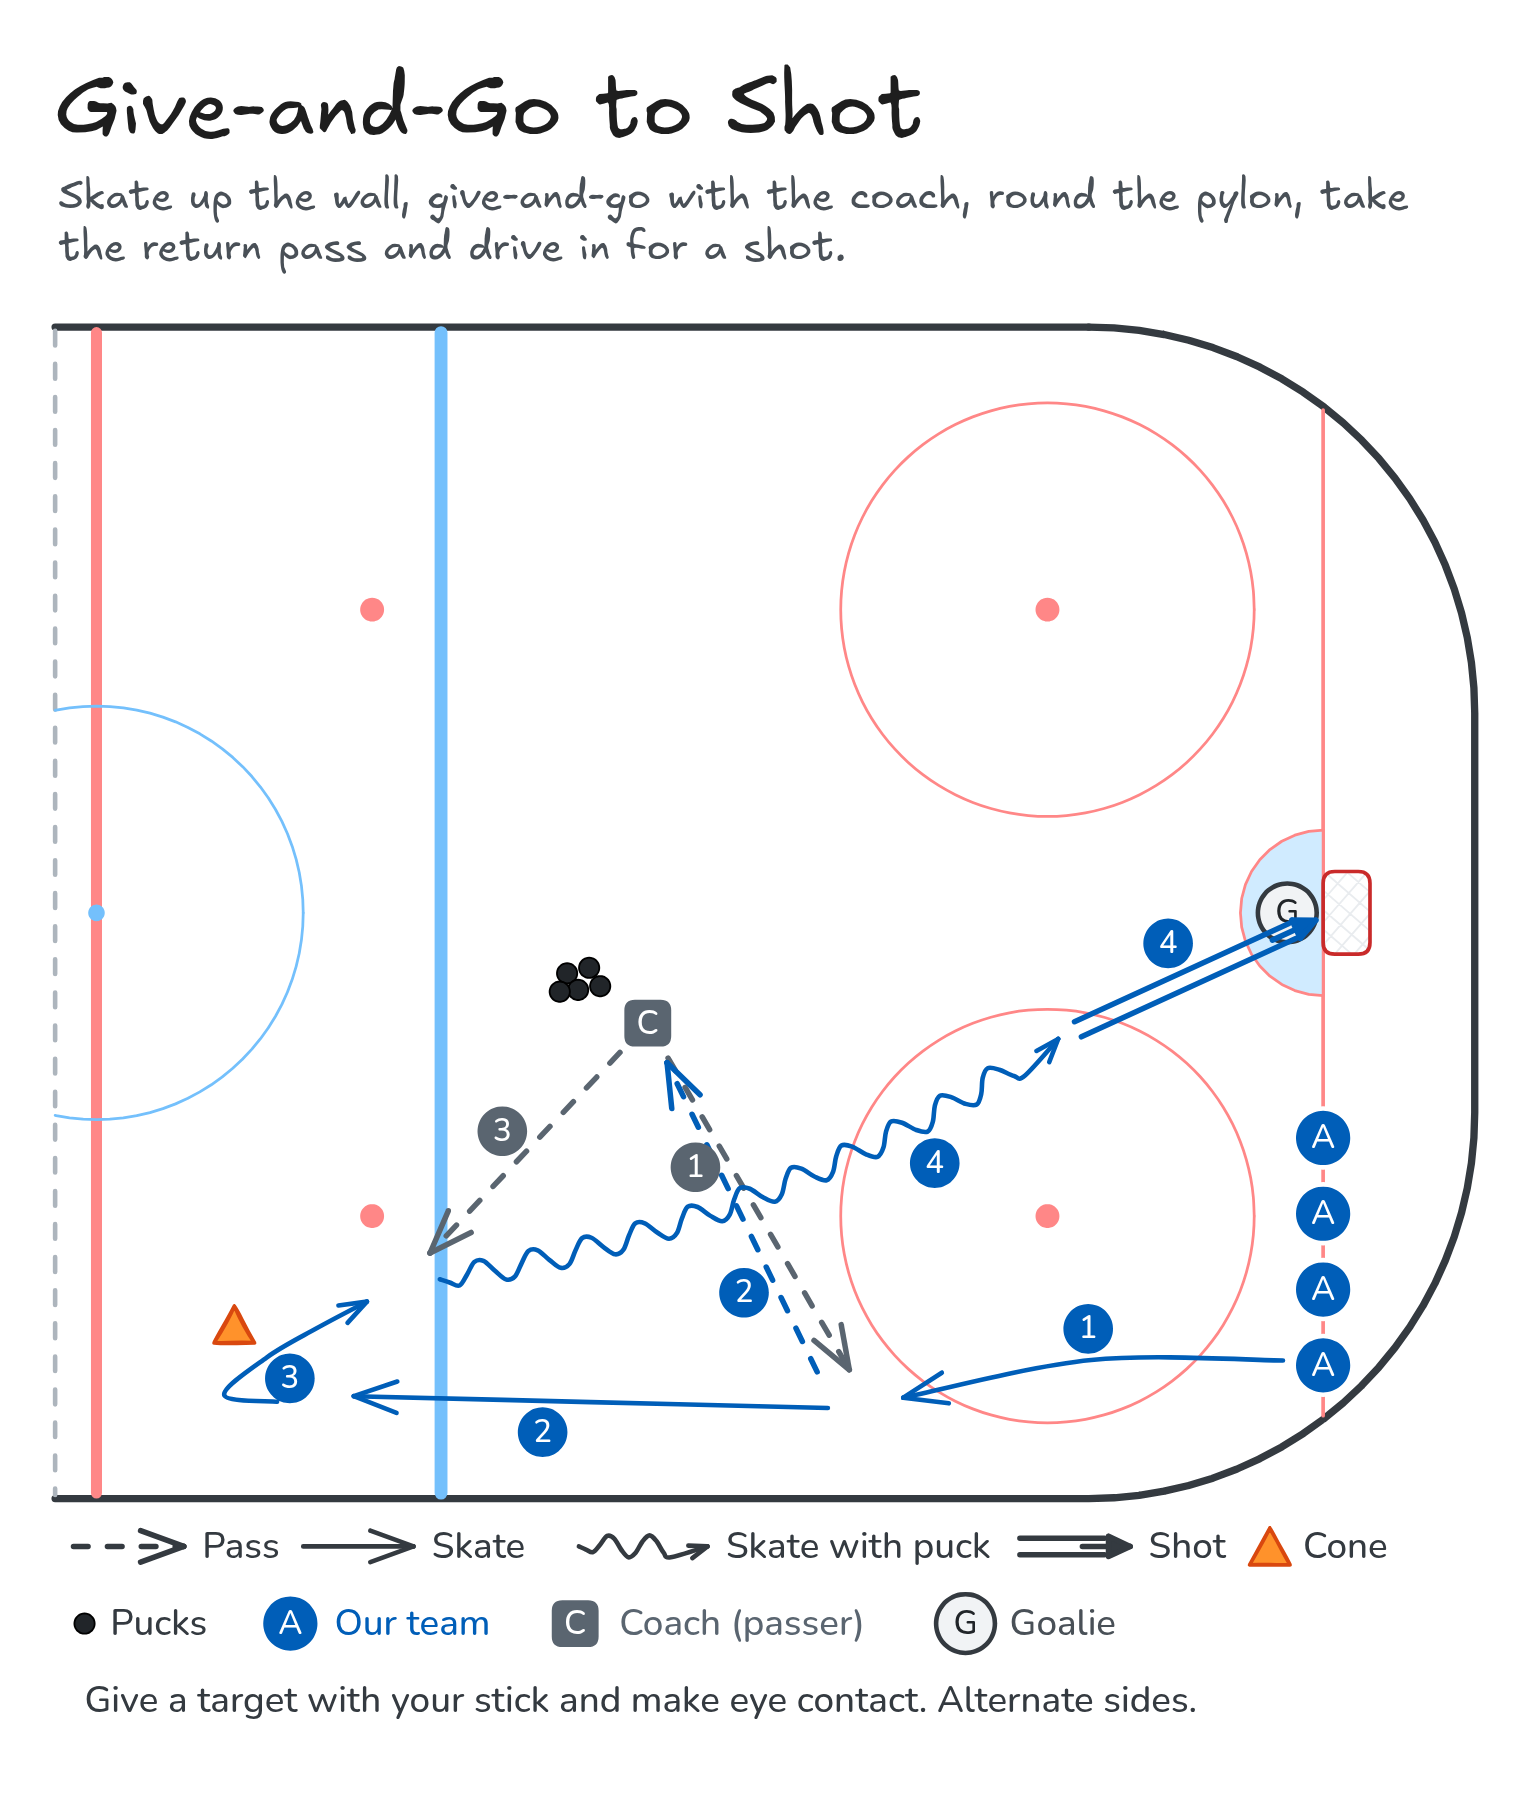 Give-and-Go to Shot
Skate up the wall, give-and-go with the coach, round the pylon, take
the return pass and drive in for a shot.
G
4
C
3
1
A
4
A
2
A
1
A
3
2
Pass Skate Skate with puck Shot Cone
Pucks A Our team C Coach (passer) G Goalie
Give a target with your stick and make eye contact. Alternate sides.